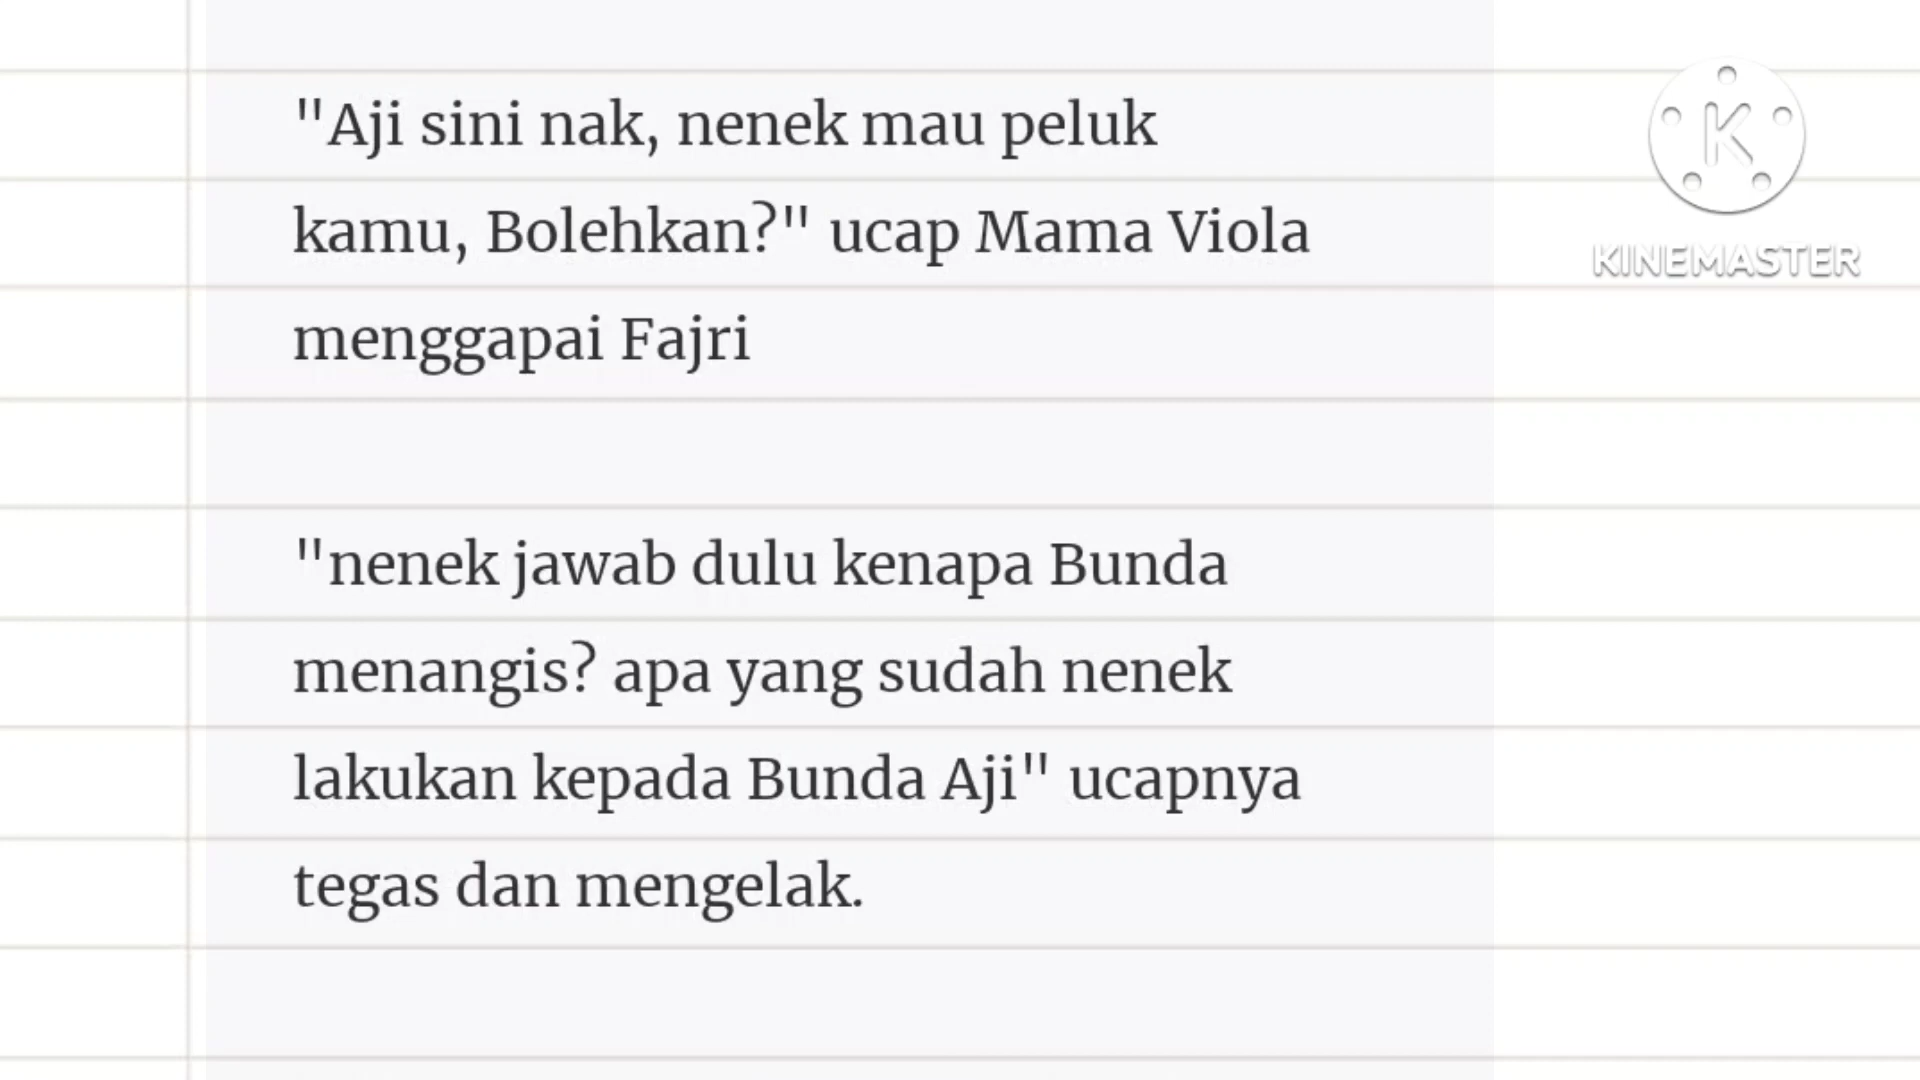 "Aji sini nak, nenek mau peluk
kamu, Bolehkan?" ucap Mama Viola
menggapai Fajri
"nenek jawab dulu kenapa Bunda
menangis? apa yang sudah nenek
lakukan kepada Bunda Aji" ucapnya
tegas dan mengelak.
K
KINEMASTER